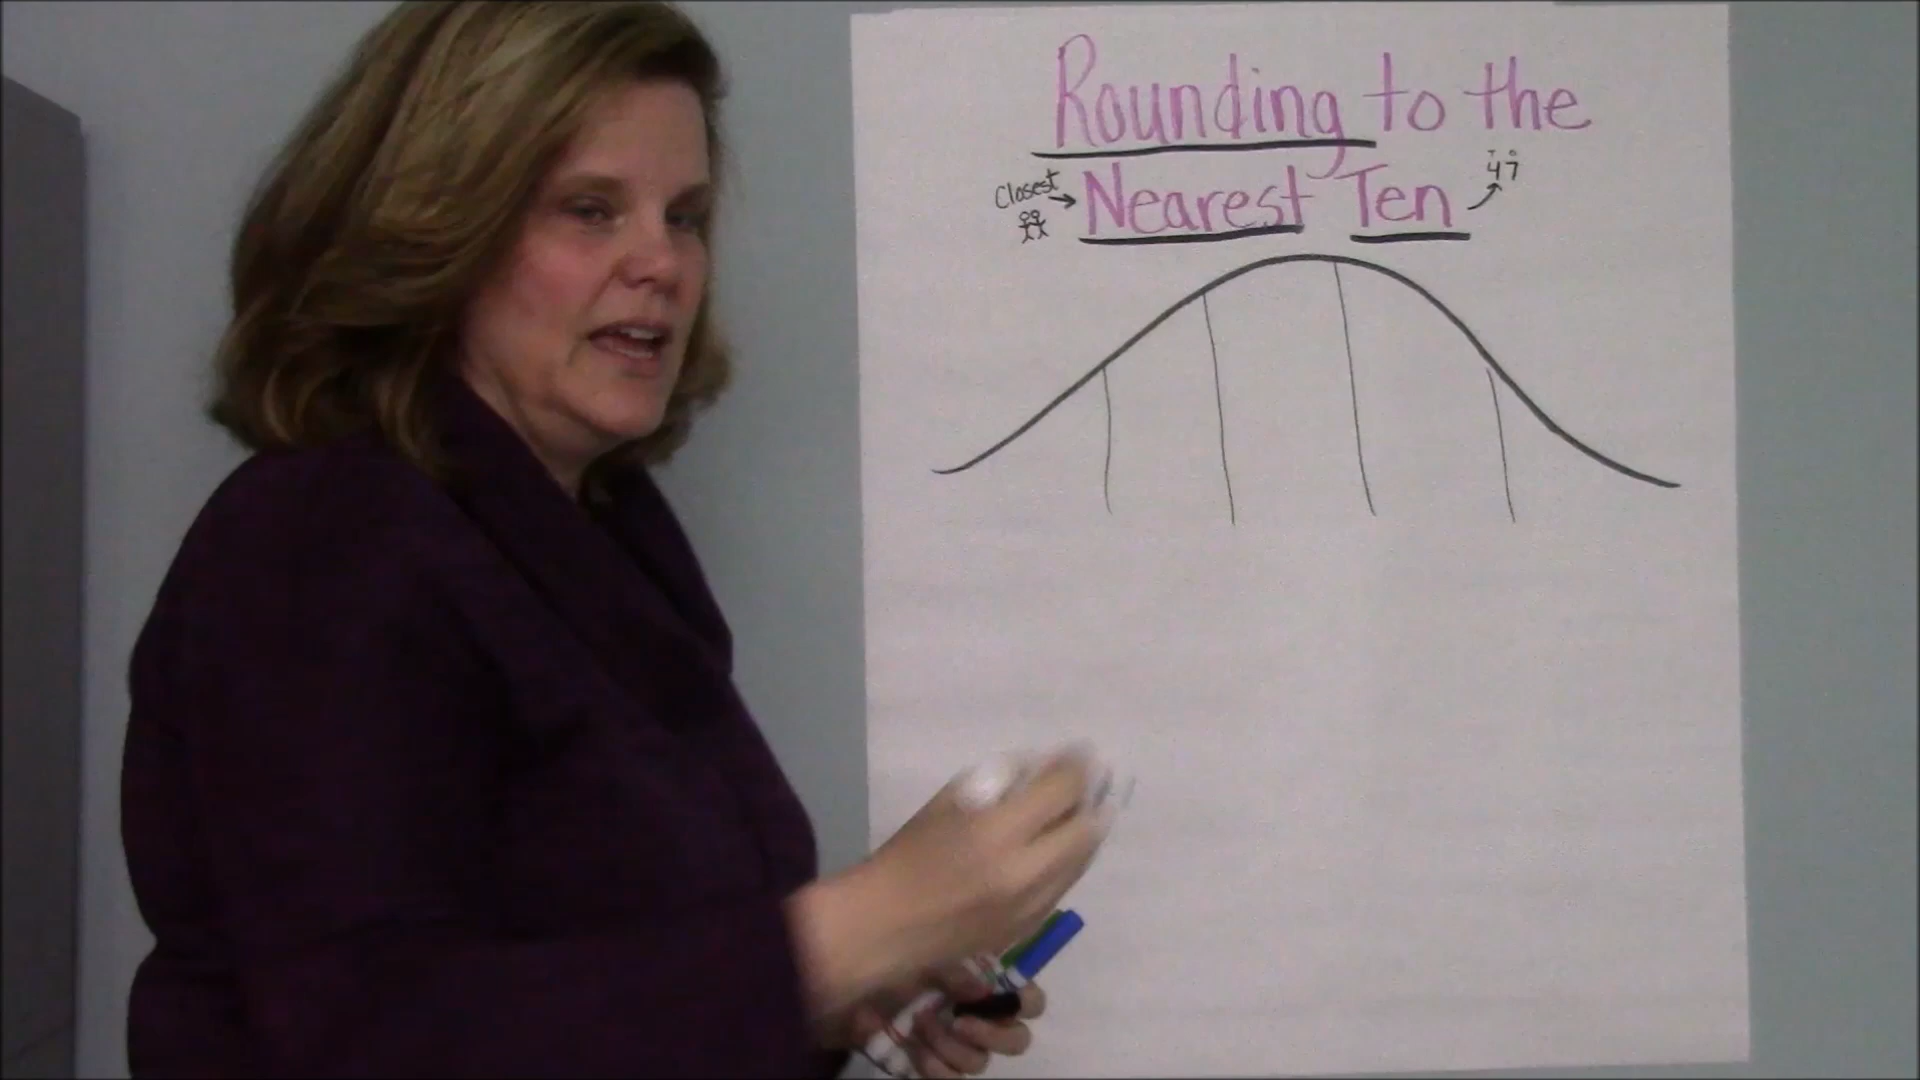 Rounding to the
T O
47
Closest → Nearest Ten